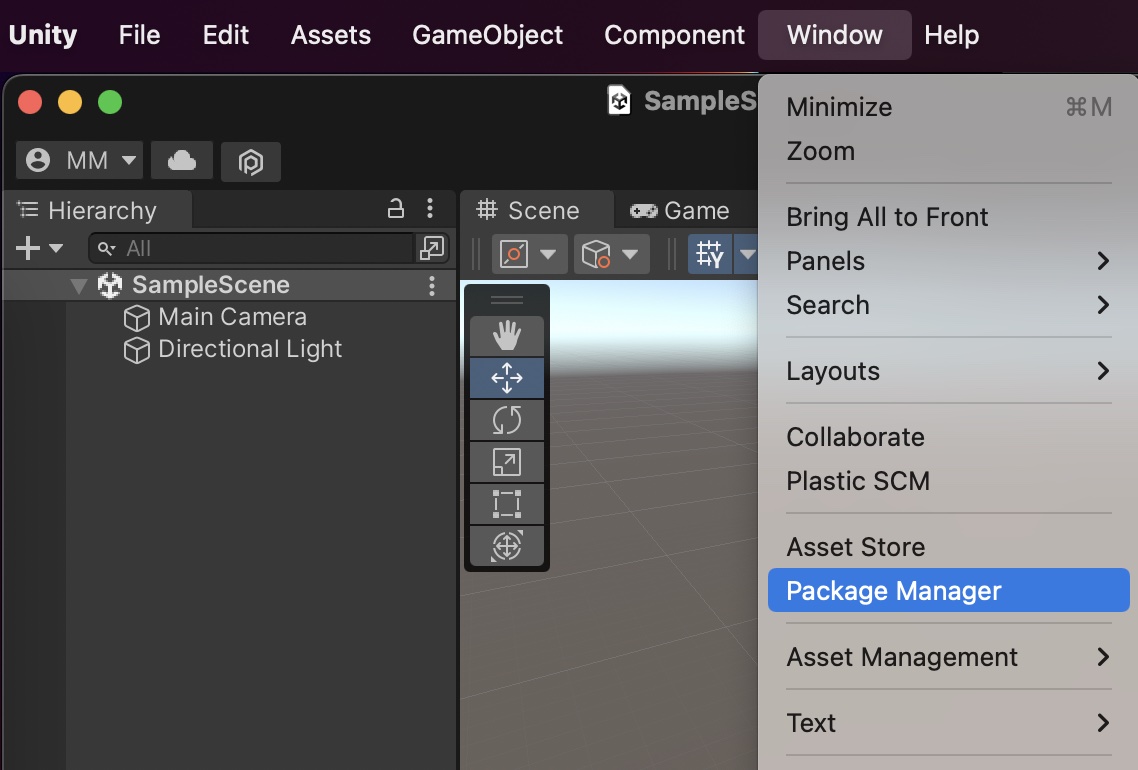 Unity File Edit Assets GameObject Component Window Help
SampleS
MM
Hierarchy
All
SampleScene
Main Camera
Directional Light
Scene Game
Y
Minimize ⌘M
Zoom
Bring All to Front
Panels
Search
Layouts
Collaborate
Plastic SCM
Asset Store
Package Manager
Asset Management
Text